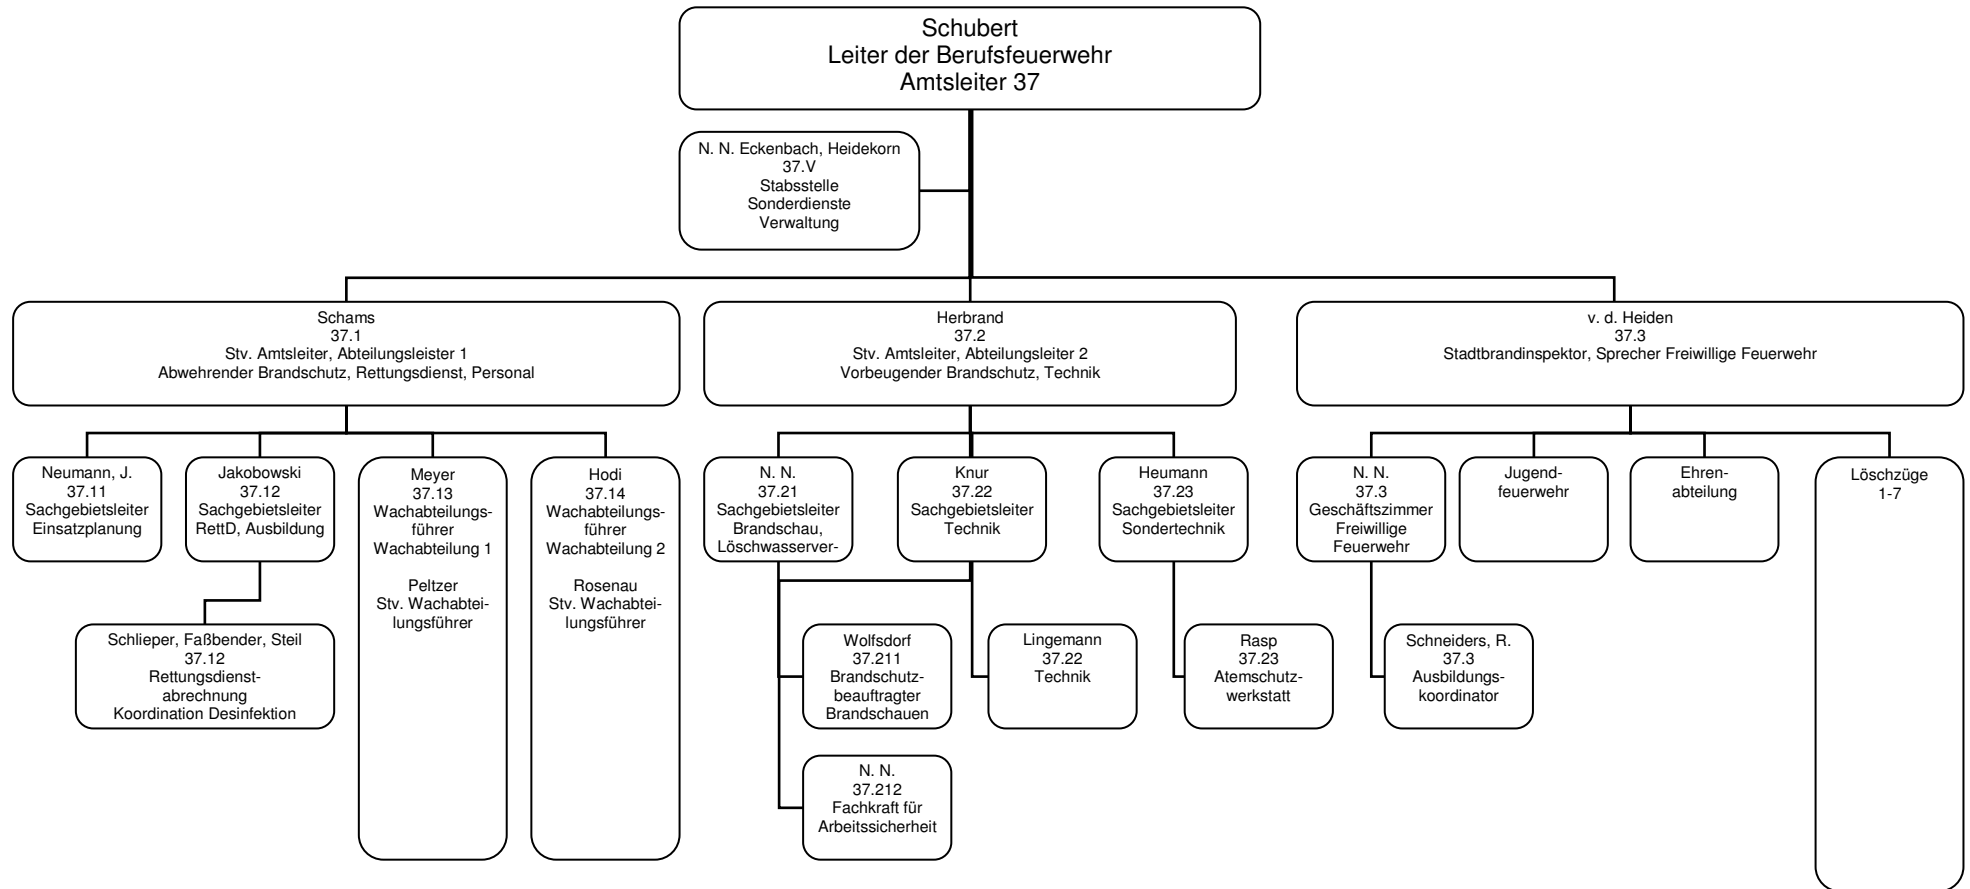 Schubert
Leiter der Berufsfeuerwehr
Amtsleiter 37
N. N. Eckenbach, Heidekorn
37.V
Stabsstelle
Sonderdienste
Verwaltung
Schams
37.1
Stv. Amtsleiter, Abteilungsleister 1
Abwehrender Brandschutz, Rettungsdienst, Personal
Herbrand
37.2
Stv. Amtsleiter, Abteilungsleiter 2
Vorbeugender Brandschutz, Technik
v. d. Heiden
37.3
Stadtbrandinspektor, Sprecher Freiwillige Feuerwehr
Neumann, J.
37.11
Sachgebietsleiter
Einsatzplanung
Jakobowski
37.12
Sachgebietsleiter
RettD, Ausbildung
Meyer
37.13
Wachabteilungs-
führer
Wachabteilung 1
Peltzer
Stv. Wachabtei-
lungsführer
Hodi
37.14
Wachabteilungs-
führer
Wachabteilung 2
Rosenau
Stv. Wachabtei-
lungsführer
N. N.
37.21
Sachgebietsleiter
Brandschau,
Löschwasserver-
Knur
37.22
Sachgebietsleiter
Technik
Heumann
37.23
Sachgebietsleiter
Sondertechnik
N. N.
37.3
Geschäftszimmer
Freiwillige
Feuerwehr
Jugend-
feuerwehr
Ehren-
abteilung
Löschzüge
1-7
Schlieper, Faßbender, Steil
37.12
Rettungsdienst-
abrechnung
Koordination Desinfektion
Wolfsdorf
37.211
Brandschutz-
beauftragter
Brandschauen
Lingemann
37.22
Technik
Rasp
37.23
Atemschutz-
werkstatt
Schneiders, R.
37.3
Ausbildungs-
koordinator
N. N.
37.212
Fachkraft für
Arbeitssicherheit